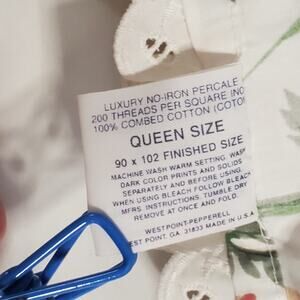 LUXURY NO-IRON PERCALE
200 THREADS PER SQUARE INC
100% COMBED COTTON (COTO
QUEEN SIZE
90 x 102 FINISHED SIZE
MACHINE WASH WARM SETTING. WASH
DARK COLOR PRINTS AND SOLIDS
SEPARATELY AND BEFORE USING.
WHEN USING BLEACH FOLLOW BLEACH
MFRS. INSTRUCTIONS. TUMBLE DRY
REMOVE AT ONCE AND FOLD.
WESTPOINT-PEPPERELL
WEST POINT, GA. 31833 MADE IN U.S.A.